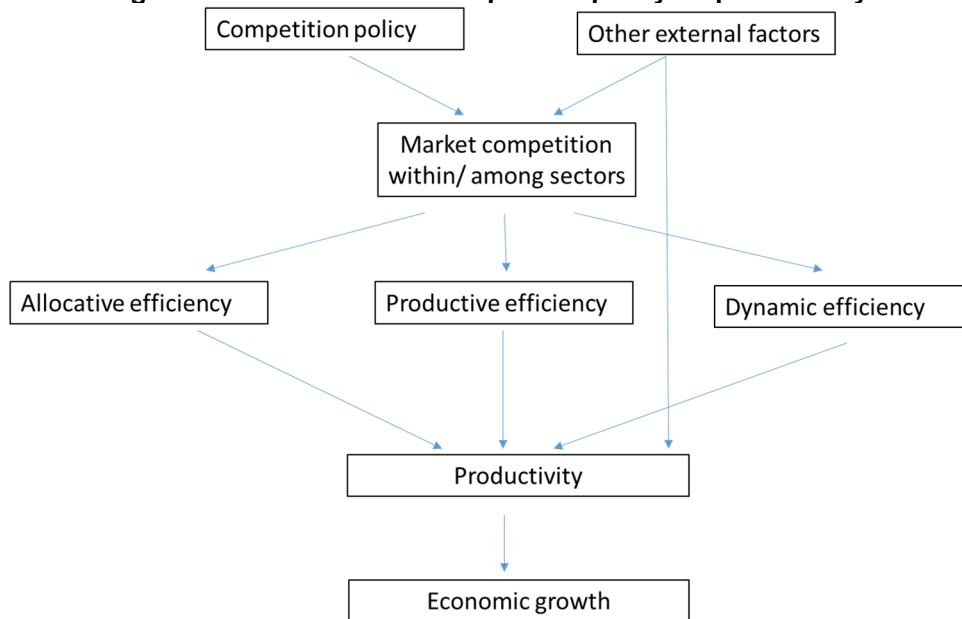 Competition policy
Other external factors
Market competition
within/ among sectors
Allocative efficiency
Productive efficiency
Dynamic efficiency
Productivity
Economic growth